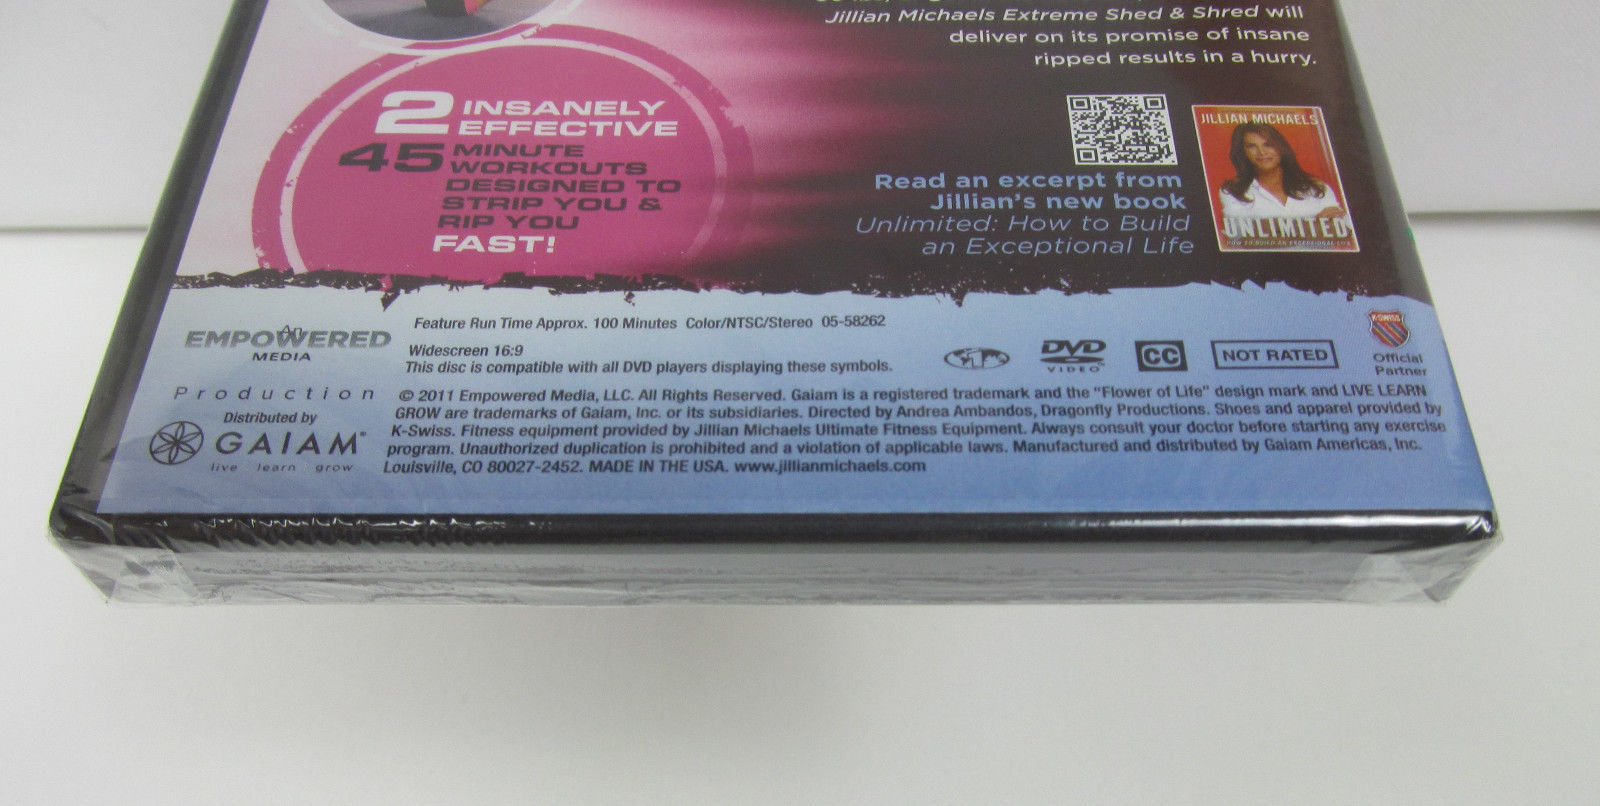 Jillian Michaels Extreme Shed & Shred will
deliver on its promise of insane
ripped results in a hurry.
2 INSANELY
EFFECTIVE
45 MINUTE
WORKOUTS
DESIGNED TO
STRIP YOU &
RIP YOU
FAST!
Read an excerpt from
Jillian's new book
Unlimited: How to Build
an Exceptional Life
JILLIAN MICHAELS
UNLIMITED
HOW TO BUILD AN EXCEPTIONAL LIFE
An
EMPOWERED
MEDIA
Production
Distributed by
GAIAM®
live learn grow
Feature Run Time Approx. 100 Minutes Color/NTSC/Stereo 05-58262
Widescreen 16:9
This disc is compatible with all DVD players displaying these symbols.
1
DVD
VIDEO
CC
NOT RATED
K-SWISS
Official
Partner
© 2011 Empowered Media, LLC. All Rights Reserved. Gaiam is a registered trademark and the "Flower of Life" design mark and LIVE LEARN
GROW are trademarks of Gaiam, Inc. or its subsidiaries. Directed by Andrea Ambandos, Dragonfly Productions. Shoes and apparel provided by
K-Swiss. Fitness equipment provided by Jillian Michaels Ultimate Fitness Equipment. Always consult your doctor before starting any exercise
program. Unauthorized duplication is prohibited and a violation of applicable laws. Manufactured and distributed by Gaiam Americas, Inc.
Louisville, CO 80027-2452. MADE IN THE USA. www.jillianmichaels.com